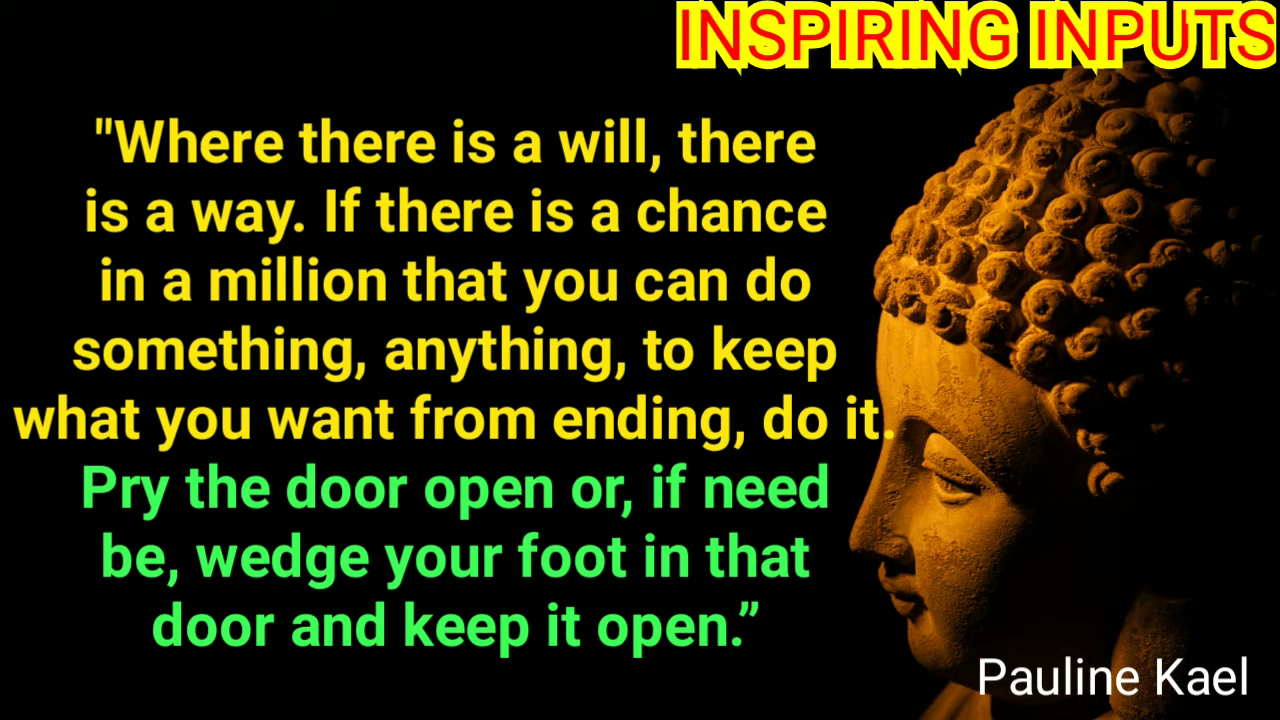 INSPIRING INPUTS
"Where there is a will, there
is a way. If there is a chance
in a million that you can do
something, anything, to keep
what you want from ending, do it.
Pry the door open or, if need
be, wedge your foot in that
door and keep it open.”
Pauline Kael